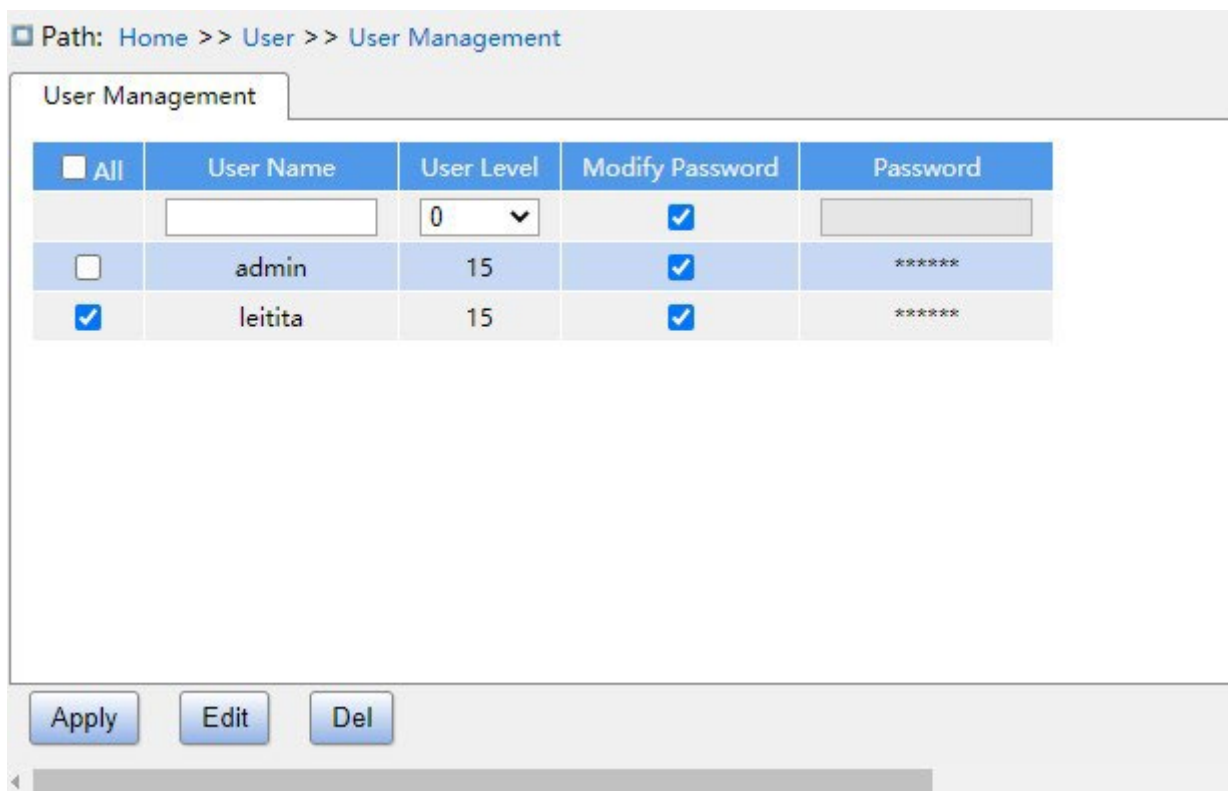 Path: Home >> User >> User Management
User Management
All User Name User Level Modify Password Password
0
admin 15 ******
leitita 15 ******
Apply Edit Del